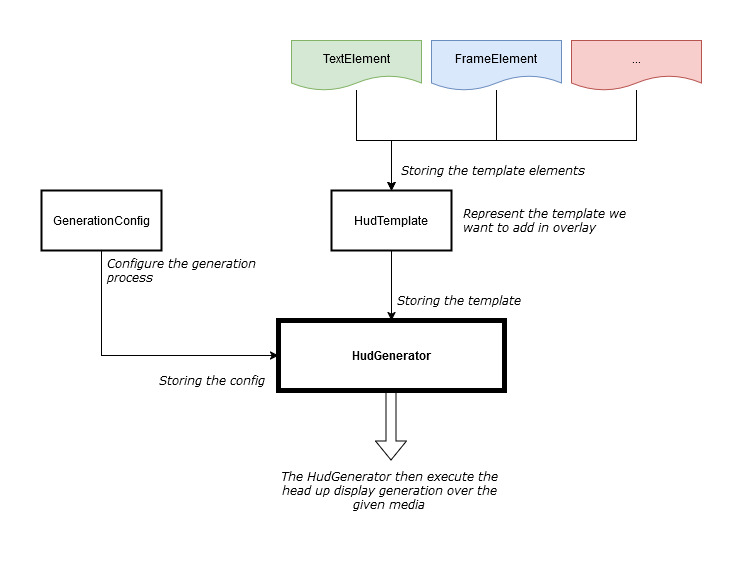 TextElement
FrameElement
...
Storing the template elements
GenerationConfig
HudTemplate
Represent the template we
want to add in overlay
Configure the generation
process
Storing the template
HudGenerator
Storing the config
The HudGenerator then execute the
head up display generation over the
given media